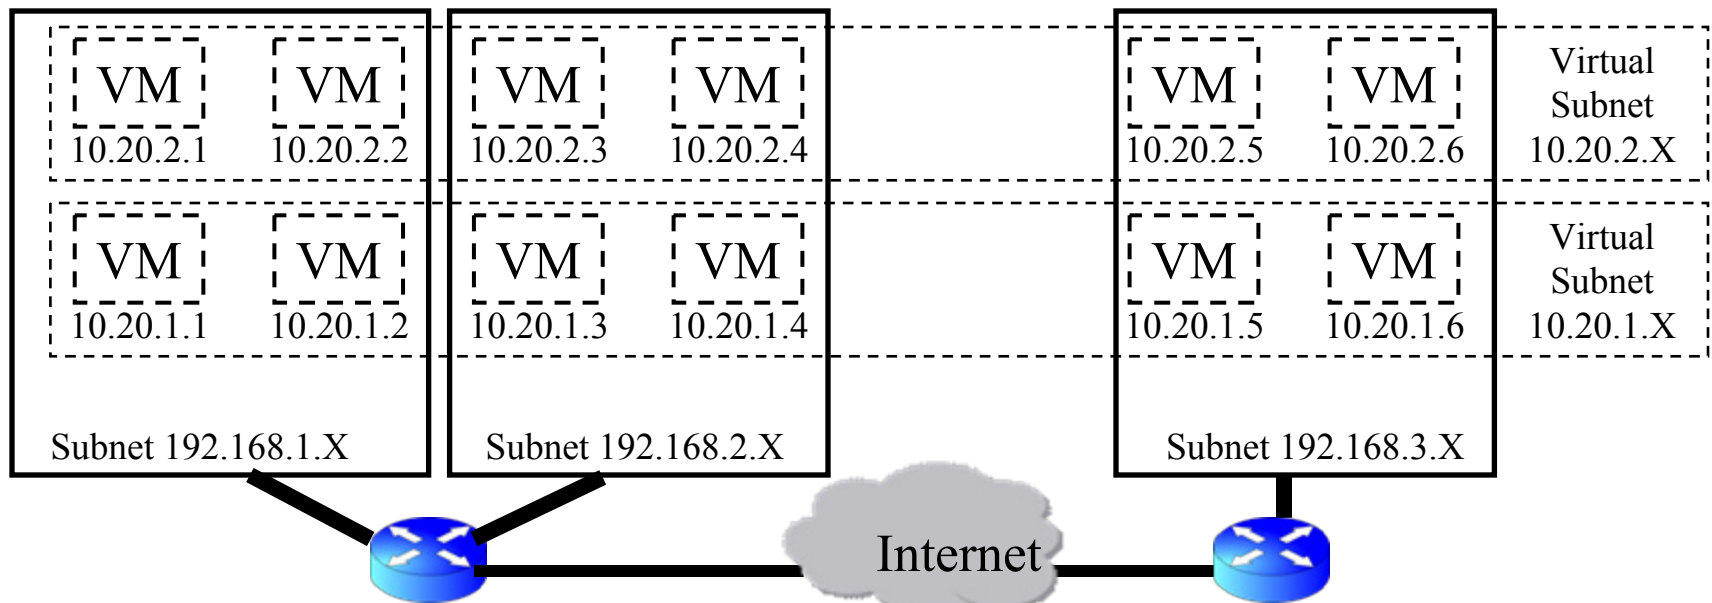 VM VM VM VM VM VM
10.20.2.1 10.20.2.2 10.20.2.3 10.20.2.4 10.20.2.5 10.20.2.6
Virtual
Subnet
10.20.2.X
VM VM VM VM VM VM
10.20.1.1 10.20.1.2 10.20.1.3 10.20.1.4 10.20.1.5 10.20.1.6
Virtual
Subnet
10.20.1.X
Subnet 192.168.1.X
Subnet 192.168.2.X
Subnet 192.168.3.X
Internet